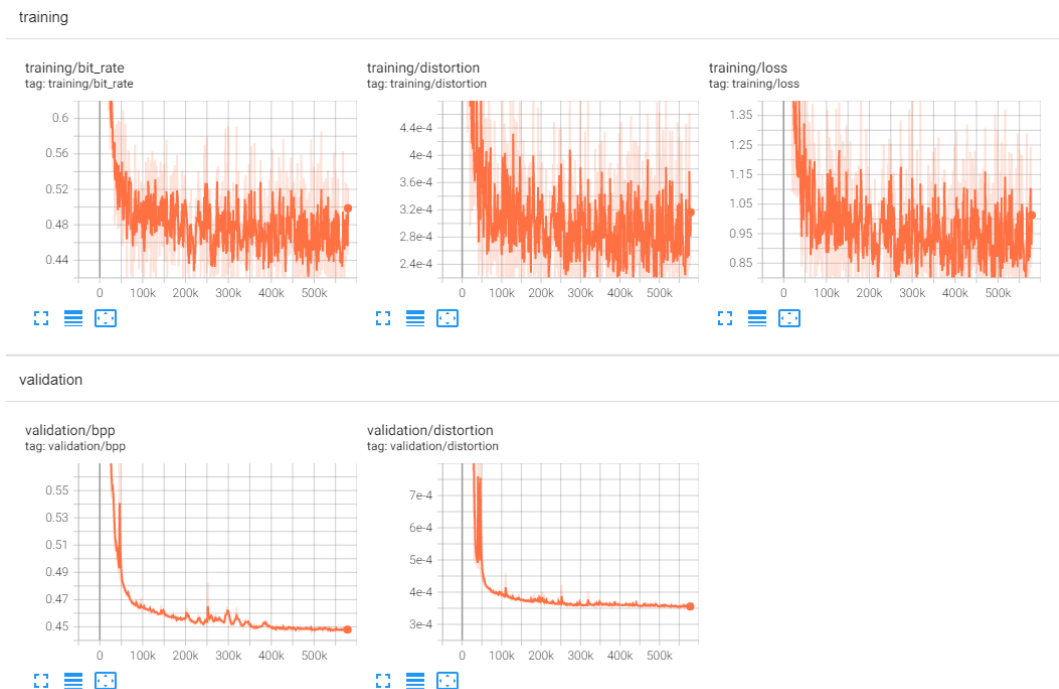 training
training/bit_rate
tag: training/bit_rate
0.6
0.56
0.52
0.48
0.44
0 100k 200k 300k 400k 500k
training/distortion
tag: training/distortion
4.4e-4
4e-4
3.6e-4
3.2e-4
2.8e-4
2.4e-4
0 100k 200k 300k 400k 500k
training/loss
tag: training/loss
1.35
1.25
1.15
1.05
0.95
0.85
0 100k 200k 300k 400k 500k
validation
validation/bpp
tag: validation/bpp
0.55
0.53
0.51
0.49
0.47
0.45
0 100k 200k 300k 400k 500k
validation/distortion
tag: validation/distortion
7e-4
6e-4
5e-4
4e-4
3e-4
0 100k 200k 300k 400k 500k